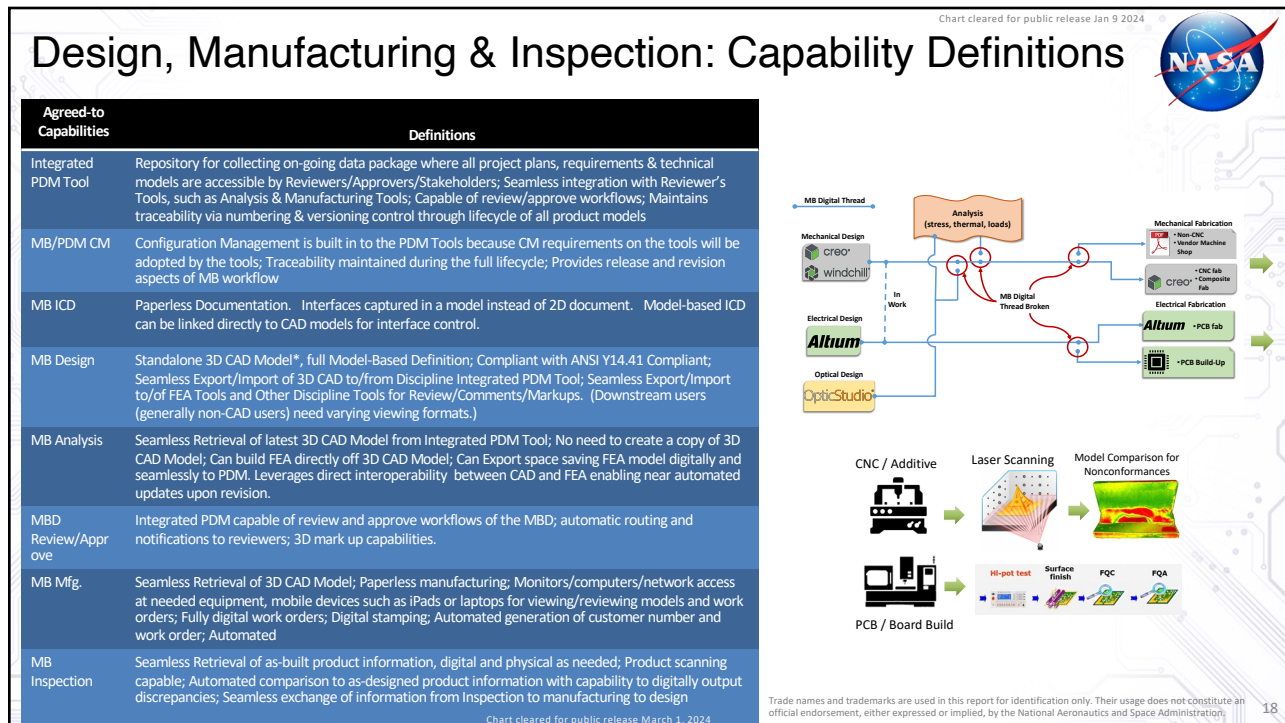 Chart cleared for public release Jan 9 2024
Design, Manufacturing & Inspection: Capability Definitions
NASA
Agreed-to
Capabilities
Definitions
Integrated
PDM Tool
Repository for collecting on-going data package where all project plans, requirements & technical
models are accessible by Reviewers/Approvers/Stakeholders; Seamless integration with Reviewer's
Tools, such as Analysis & Manufacturing Tools; Capable of review/approve workflows; Maintains
traceability via numbering & versioning control through lifecycle of all product models
MB/PDM CM
Configuration Management is built in to the PDM Tools because CM requirements on the tools will be
adopted by the tools; Traceability maintained during the full lifecycle; Provides release and revision
aspects of MB workflow
MB ICD
Paperless Documentation. Interfaces captured in a model instead of 2D document. Model-based ICD
can be linked directly to CAD models for interface control.
MB Design
Standalone 3D CAD Model*, full Model-Based Definition; Compliant with ANSI Y14.41 Compliant;
Seamless Export/Import of 3D CAD to/from Discipline Integrated PDM Tool; Seamless Export/Import
to/of FEA Tools and Other Discipline Tools for Review/Comments/Markups. (Downstream users
(generally non-CAD users) need varying viewing formats.)
MB Analysis
Seamless Retrieval of latest 3D CAD Model from Integrated PDM Tool; No need to create a copy of 3D
CAD Model; Can build FEA directly off 3D CAD Model; Can Export space saving FEA model digitally and
seamlessly to PDM. Leverages direct interoperability between CAD and FEA enabling near automated
updates upon revision.
MBD
Review/Appr
ove
Integrated PDM capable of review and approve workflows of the MBD; automatic routing and
notifications to reviewers; 3D mark up capabilities.
MB Mfg.
Seamless Retrieval of 3D CAD Model; Paperless manufacturing; Monitors/computers/network access
at needed equipment, mobile devices such as iPads or laptops for viewing/reviewing models and work
orders; Fully digital work orders; Digital stamping; Automated generation of customer number and
work order; Automated
MB
Inspection
Seamless Retrieval of as-built product information, digital and physical as needed; Product scanning
capable; Automated comparison to as-designed product information with capability to digitally output
discrepancies; Seamless exchange of information from Inspection to manufacturing to design
Chart cleared for public release March 1, 2024
MB Digital Thread
Analysis
(stress, thermal, loads)
Mechanical Design
creo
windchill
In
Work
Electrical Design
Altium
Optical Design
OpticStudio
MB Digital
Thread Broken
Mechanical Fabrication
PDF
• Non-CNC
• Vendor Machine
Shop
creo
• CNC fab
• Composite
Fab
Electrical Fabrication
Altium
• PCB fab
• PCB Build-Up
CNC / Additive
Laser Scanning
Model Comparison for
Nonconformances
PCB / Board Build
Hi-pot test
Surface
finish
FQC
FQA
Trade names and trademarks are used in this report for identification only. Their usage does not constitute an
official endorsement, either expressed or implied, by the National Aeronautics and Space Administration.
18